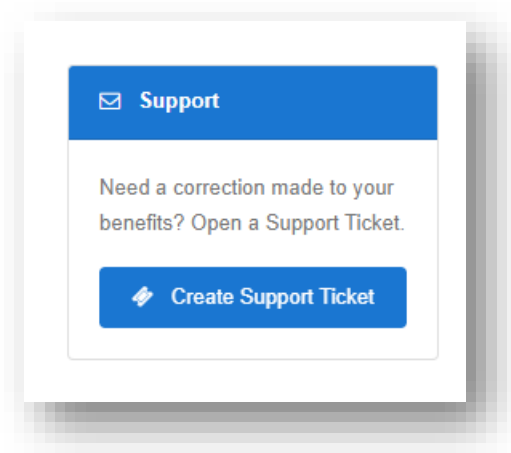 Support
Need a correction made to your
benefits? Open a Support Ticket.
Create Support Ticket